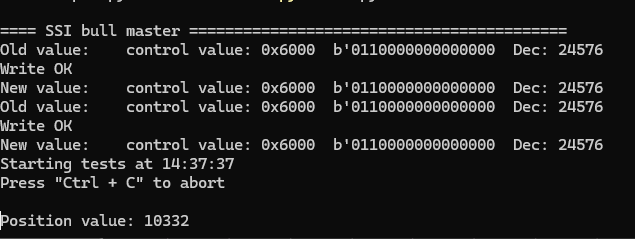 ==== SSI bull master ==========================================
Old value:    control value: 0x6000  b'0110000000000000  Dec: 24576
Write OK
New value:    control value: 0x6000  b'0110000000000000  Dec: 24576
Old value:    control value: 0x6000  b'0110000000000000  Dec: 24576
Write OK
New value:    control value: 0x6000  b'0110000000000000  Dec: 24576
Starting tests at 14:37:37
Press "Ctrl + C" to abort
Position value: 10332